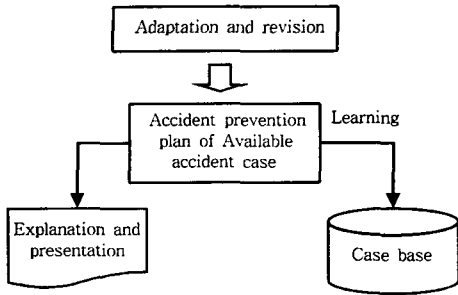 Adaptation and revision
Accident prevention
plan of Available
accident case
Learning
Explanation and
presentation
Case base